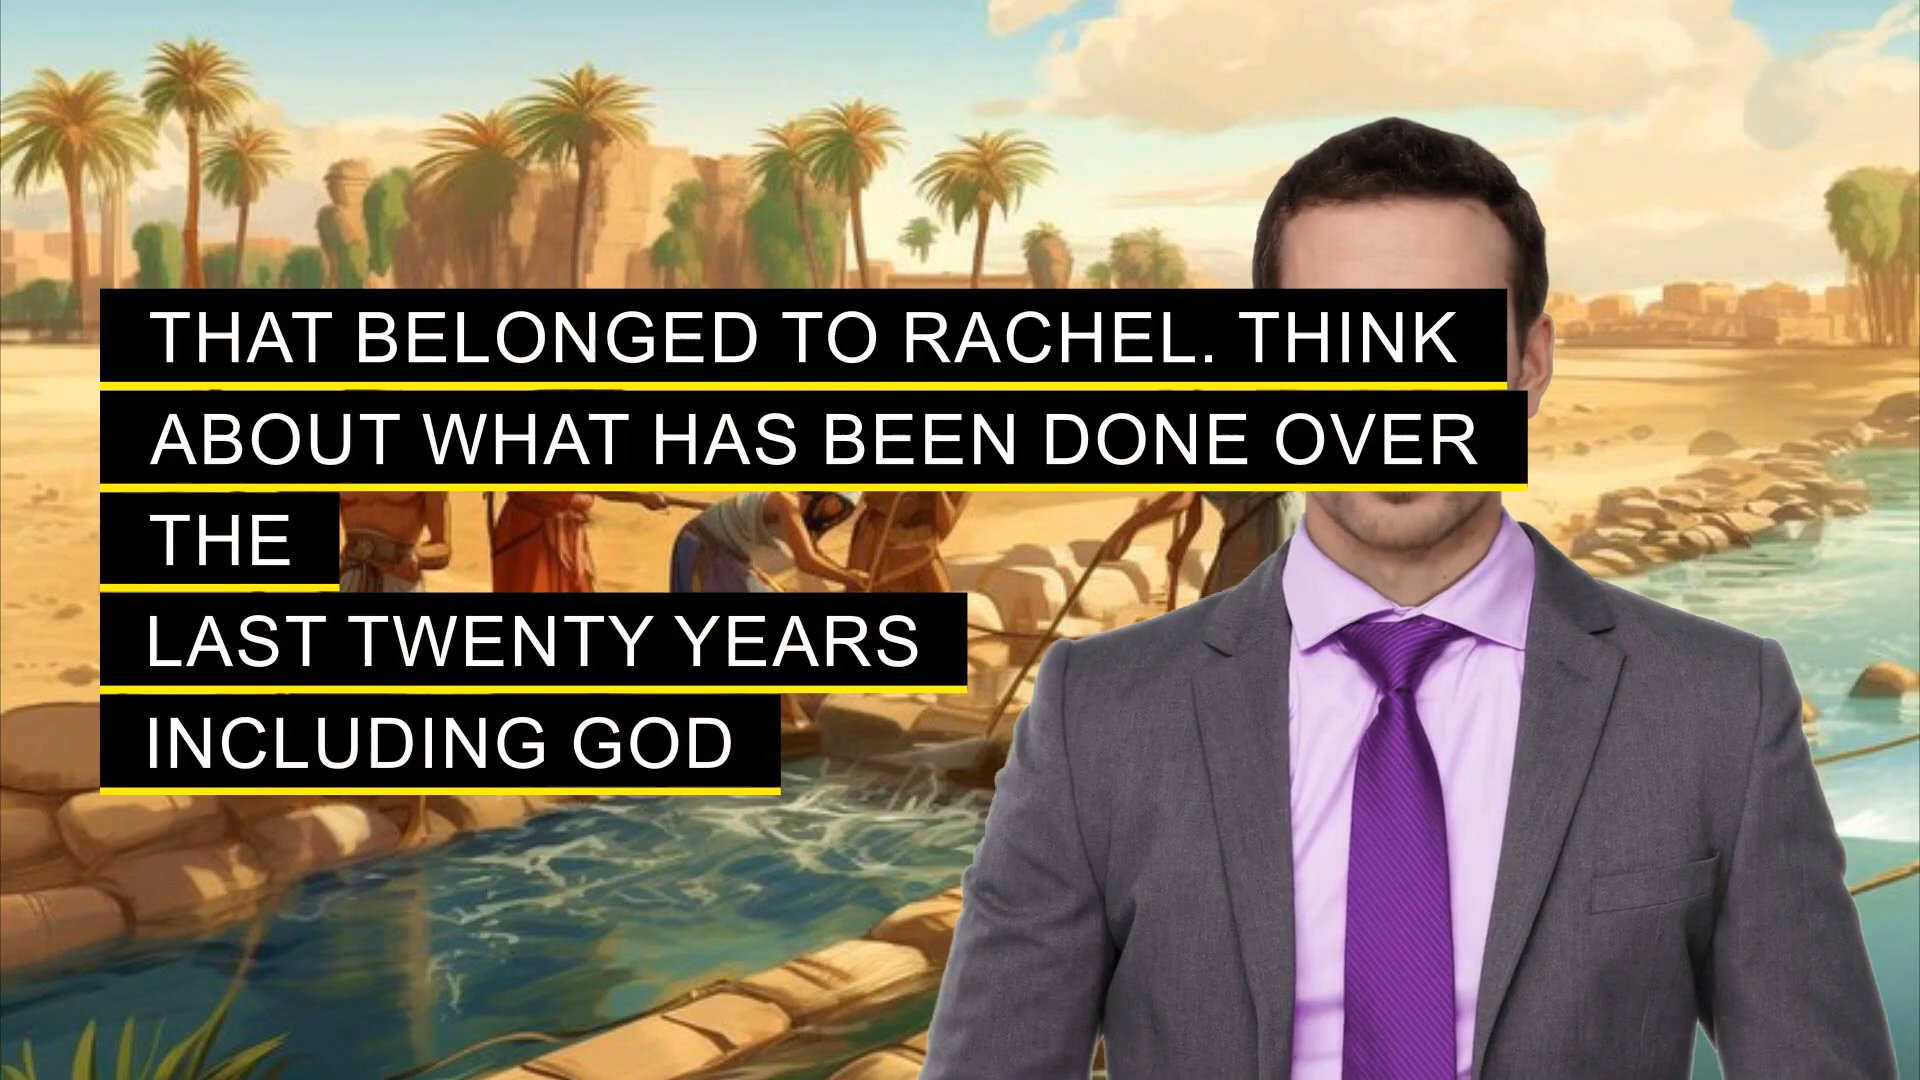 THAT BELONGED TO RACHEL. THINK
ABOUT WHAT HAS BEEN DONE OVER
THE
LAST TWENTY YEARS
INCLUDING GOD